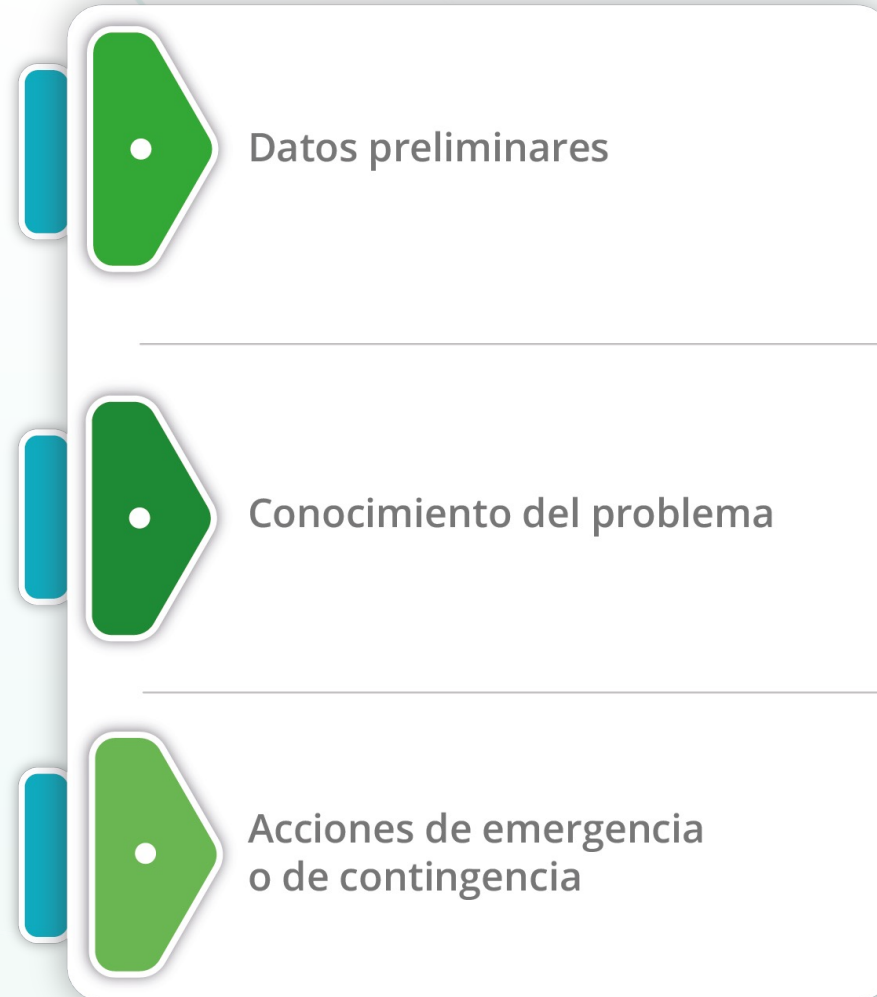 Datos preliminares
Conocimiento del problema
Acciones de emergencia
o de contingencia